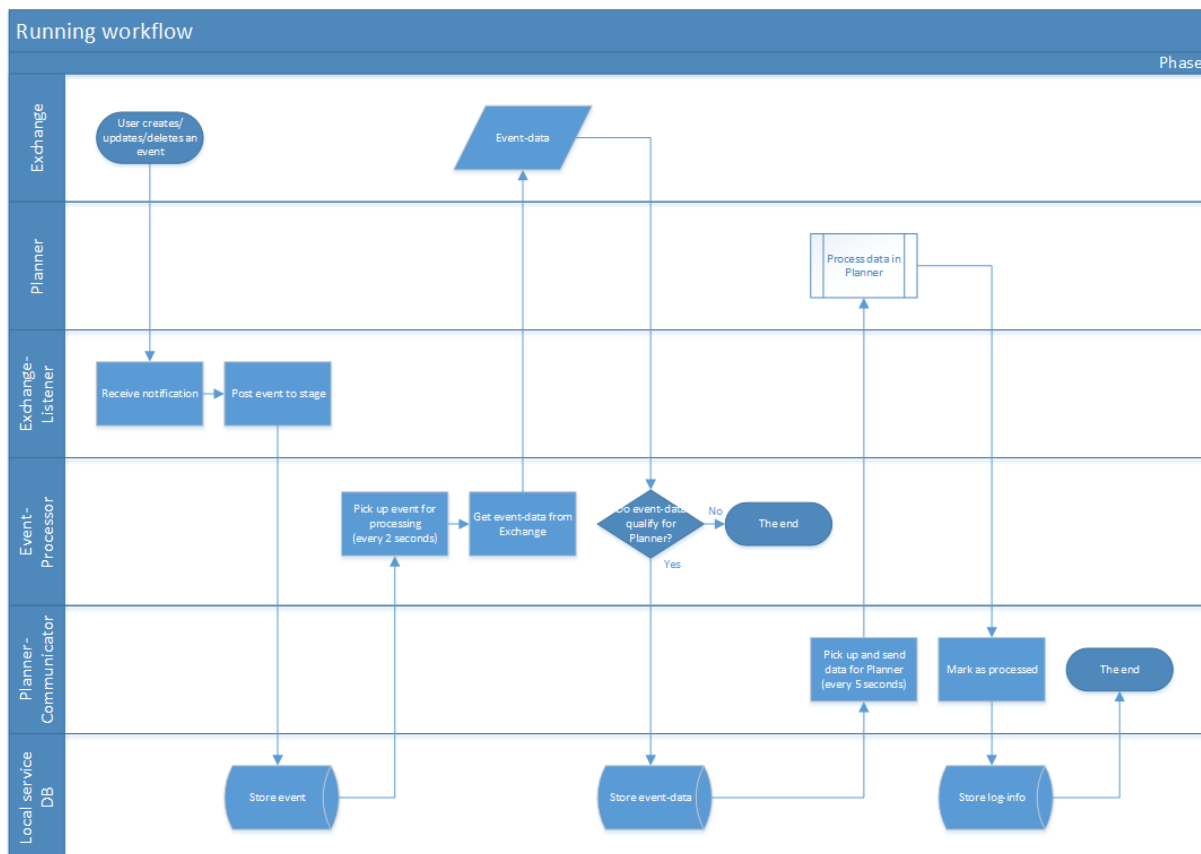 Running workflow
Phase
Exchange
User creates/
updates/deletes an
event
Event-data
Planner
Process data in
Planner
Exchange-
Listener
Receive notification
Post event to stage
Event-
Processor
Pick up event for
processing
(every 2 seconds)
Get event-data from
Exchange
Do event-data
qualify for
Planner?
No
Yes
The end
Planner-
Communicator
Pick up and send
data for Planner
(every 5 seconds)
Mark as processed
The end
Local service
DB
Store event
Store event-data
Store log-info